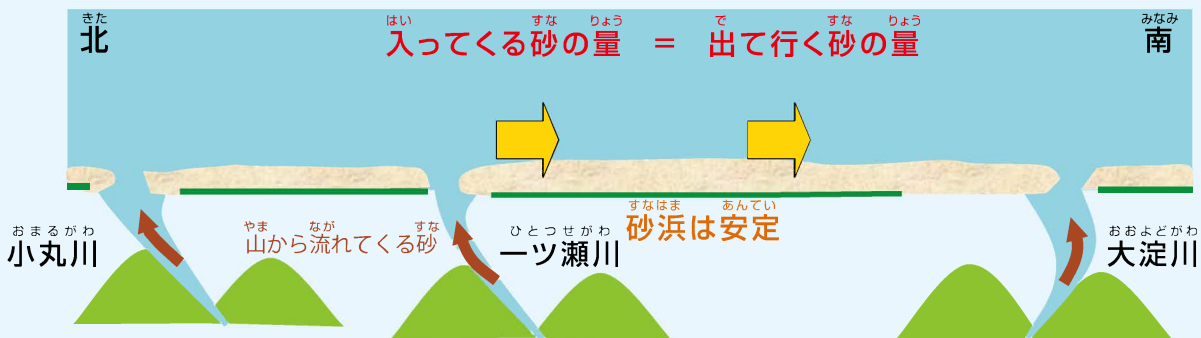 きた
北
はい すな りょう で い すな りょう
入ってくる砂の量 = 出て行く砂の量
みなみ
南
すなはま あんてい
砂浜は安定
やま なが すな
山から流れてくる砂
おまるがわ
小丸川
ひとつせがわ
一ツ瀬川
おおよどがわ
大淀川